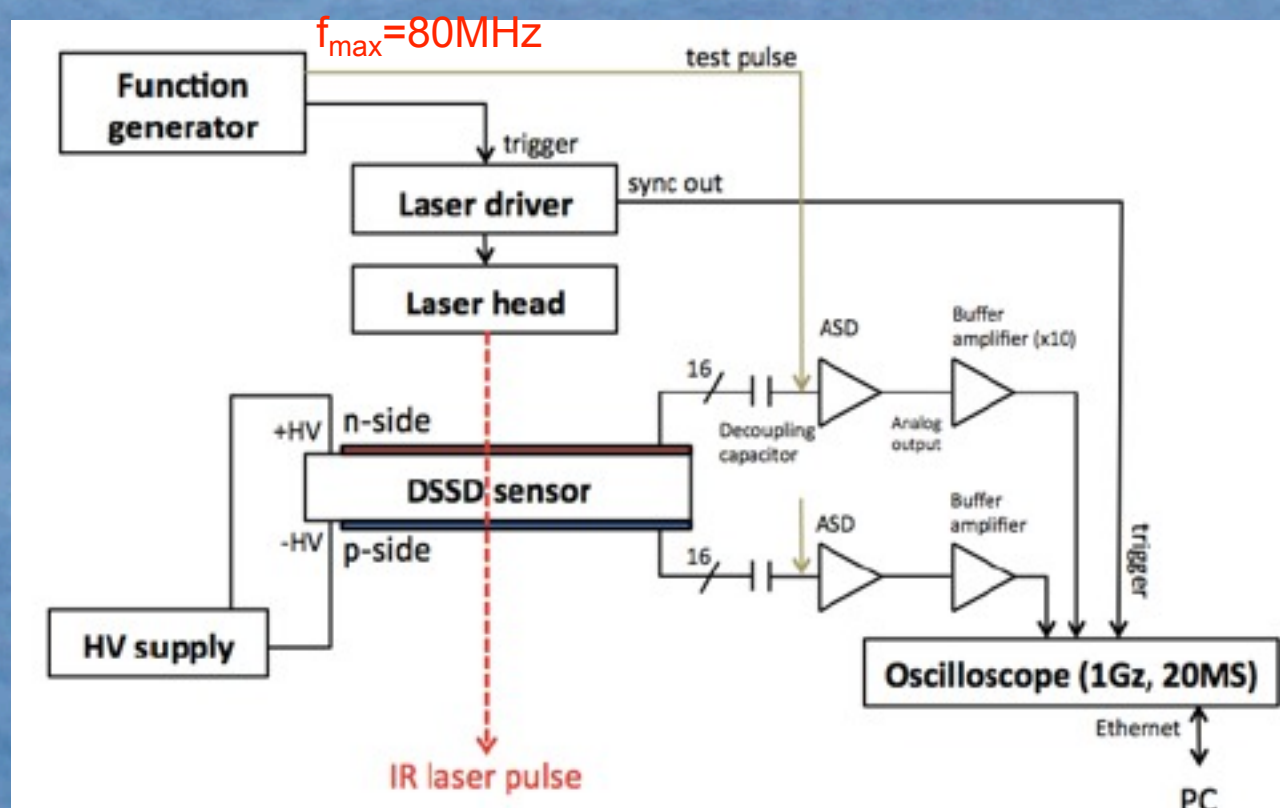 f_max=80MHz
test pulse
Function
generator
trigger
sync out
Laser driver
Laser head
ASD
Buffer
amplifier (x10)
16
n-side
+HV
Decoupling
capacitor
Analog
output
DSSD sensor
Buffer
amplifier
ASD
-HV
p-side
16
trigger
HV supply
Oscilloscope (1Gz, 20MS)
Ethernet
IR laser pulse
PC